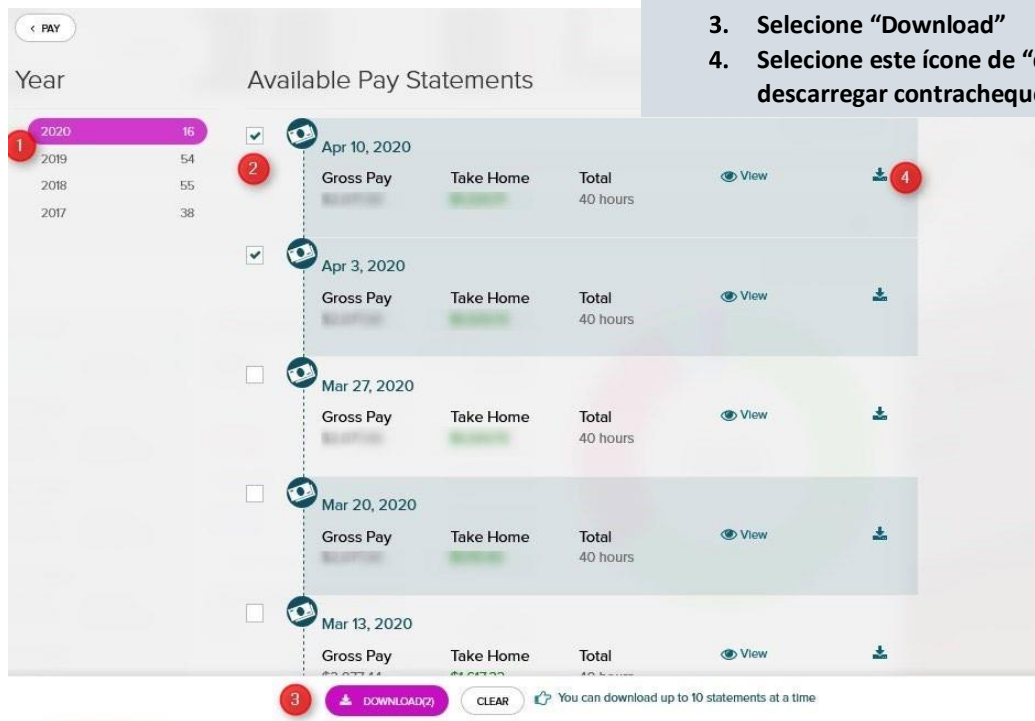 < PAY
3. Selecione “Download”
4. Selecione este ícone de
descarregar
Year
Available Pay Statements
2020 16
2019 54
2018 55
2017 38
1
2
Apr 10, 2020
Gross Pay Take Home Total View
40 hours
4
Apr 3, 2020
Gross Pay Take Home Total View
40 hours
Mar 27, 2020
Gross Pay Take Home Total View
40 hours
Mar 20, 2020
Gross Pay Take Home Total View
40 hours
Mar 13, 2020
Gross Pay Take Home Total View
3 DOWNLOAD(2) CLEAR You can download up to 10 statements at a time